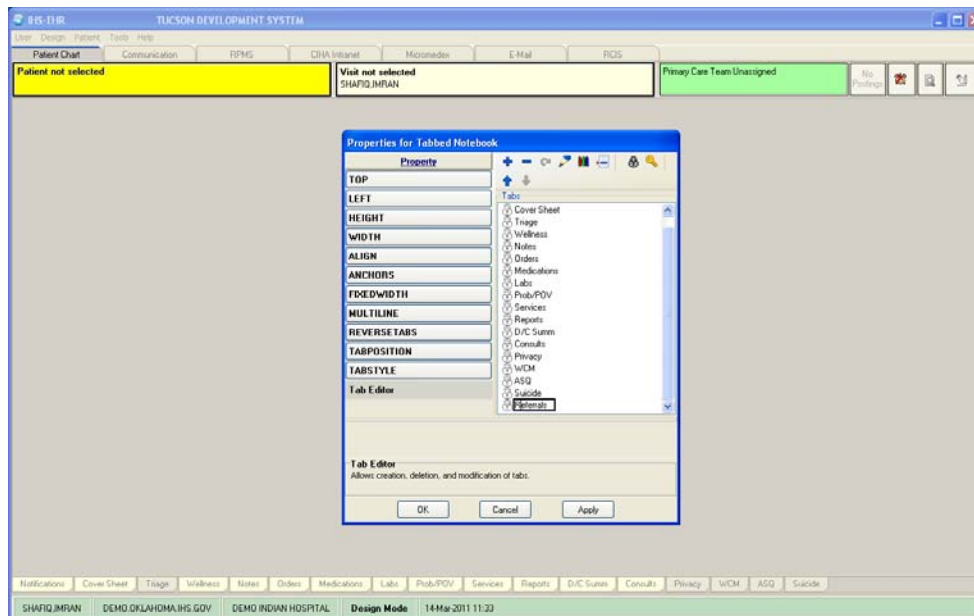 IHS-EHR TUCSON DEVELOPMENT SYSTEM
User Design Patient Tools Help
Patient Chart Communication RPMS CIHA Intranet Micromedex E-Mail RCIS
Patient not selected
Visit not selected
SHAFIQ,IMRAN
Primary Care Team Unassigned
No Postings
Properties for Tabbed Notebook
Property
TOP
LEFT
HEIGHT
WIDTH
ALIGN
ANCHORS
FIXEDWIDTH
MULTILINE
REVERSETABS
TABPOSITION
TABSTYLE
Tab Editor
Tabs
Cover Sheet
Triage
Wellness
Notes
Orders
Medications
Labs
Prob/POV
Services
Reports
D/C Summ
Consults
Privacy
WCM
ASQ
Suicide
Materials
Tab Editor
Allows creation, deletion, and modification of tabs.
OK Cancel Apply
Notifications Cover Sheet Triage Wellness Notes Orders Medications Labs Prob/POV Services Reports D/C Summ Consults Privacy WCM ASQ Suicide
SHAFIQ,IMRAN DEMO.OKLAHOMA.IHS.GOV DEMO INDIAN HOSPITAL Design Mode 14-Mar-2011 11:33